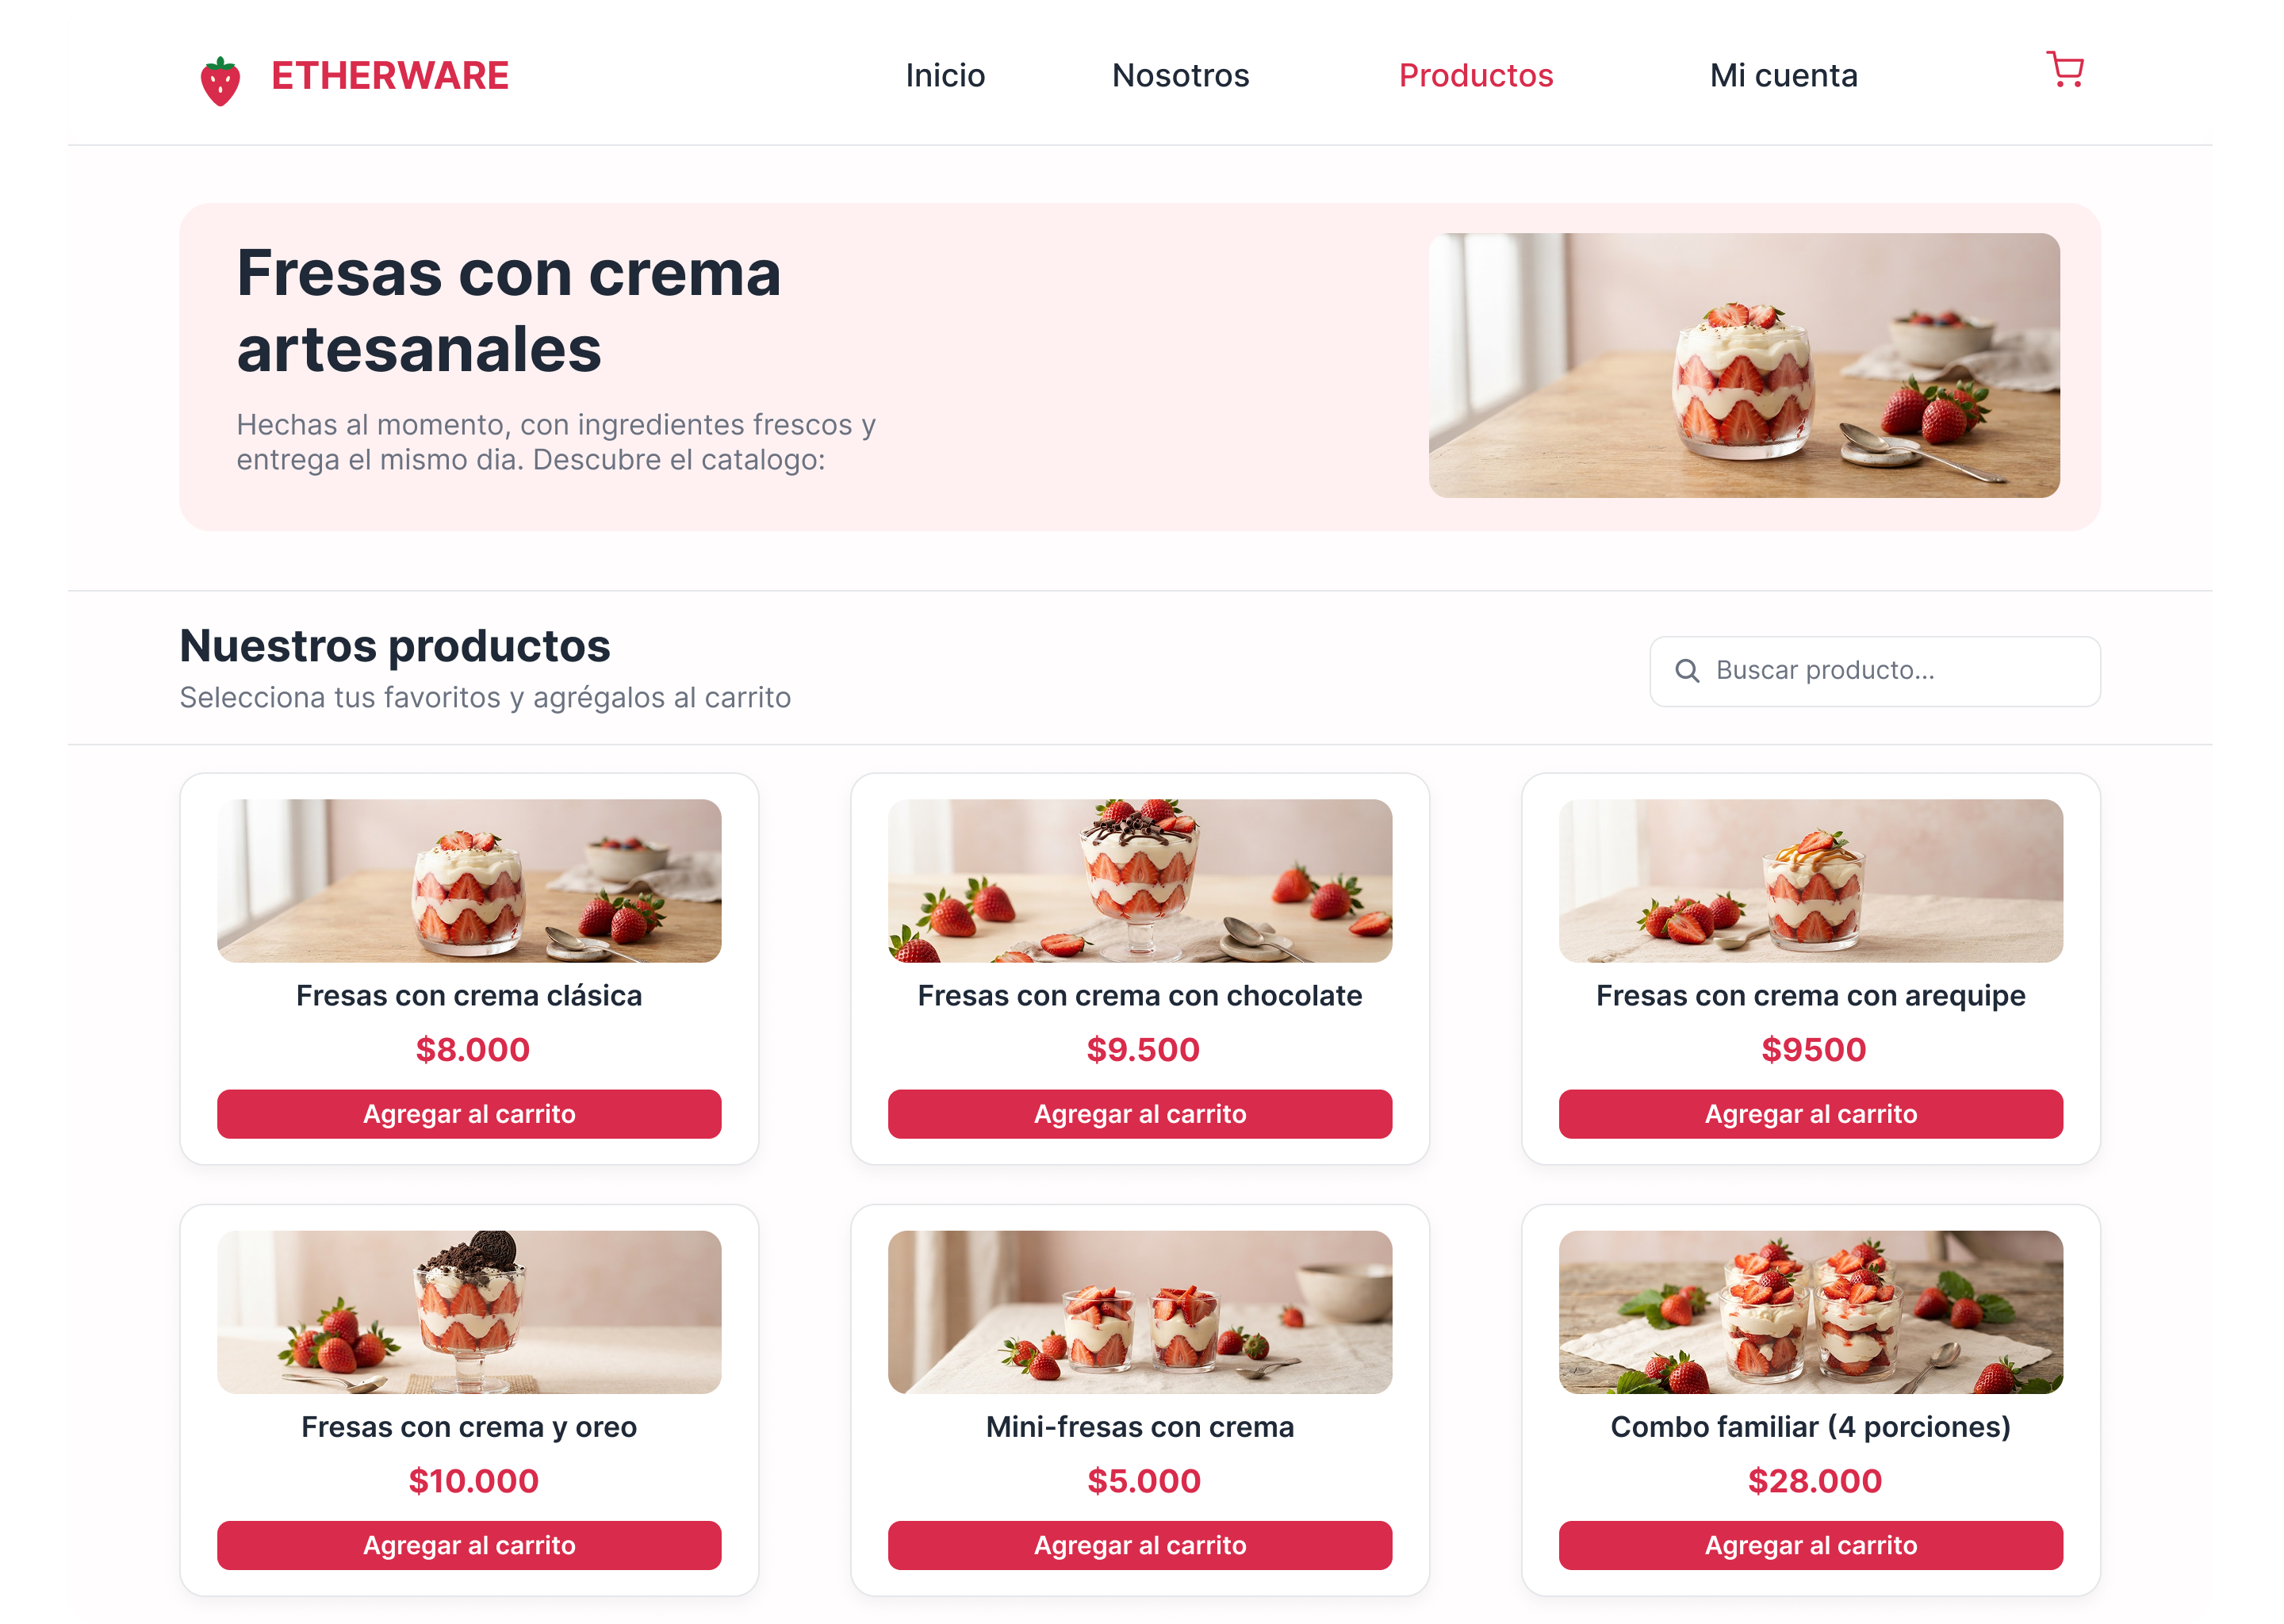 ETHERWARE
Inicio
Nosotros
Productos
Mi cuenta
Fresas con crema
artesanales
Hechas al momento, con ingredientes frescos y
entrega el mismo dia. Descubre el catalogo:
Nuestros productos
Selecciona tus favoritos y agrégalos al carrito
Buscar producto...
Fresas con crema clásica
$8.000
Agregar al carrito
Fresas con crema con chocolate
$9.500
Agregar al carrito
Fresas con crema con arequipe
$9500
Agregar al carrito
Fresas con crema y oreo
$10.000
Agregar al carrito
Mini-fresas con crema
$5.000
Agregar al carrito
Combo familiar (4 porciones)
$28.000
Agregar al carrito